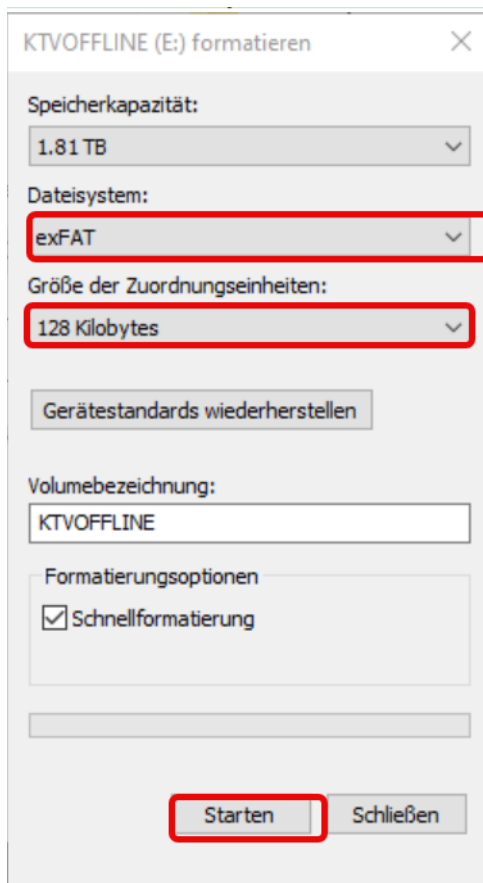 KTVOFFLINE (E:) formatieren
Speicherkapazität:
1.81 TB
Dateisystem:
exFAT
Größe der Zuordnungseinheiten:
128 Kilobytes
Gerätestandards wiederherstellen
Volumebezeichnung:
KTVOFFLINE
Formatierungsoptionen
Schnellformatierung
Starten
Schließen